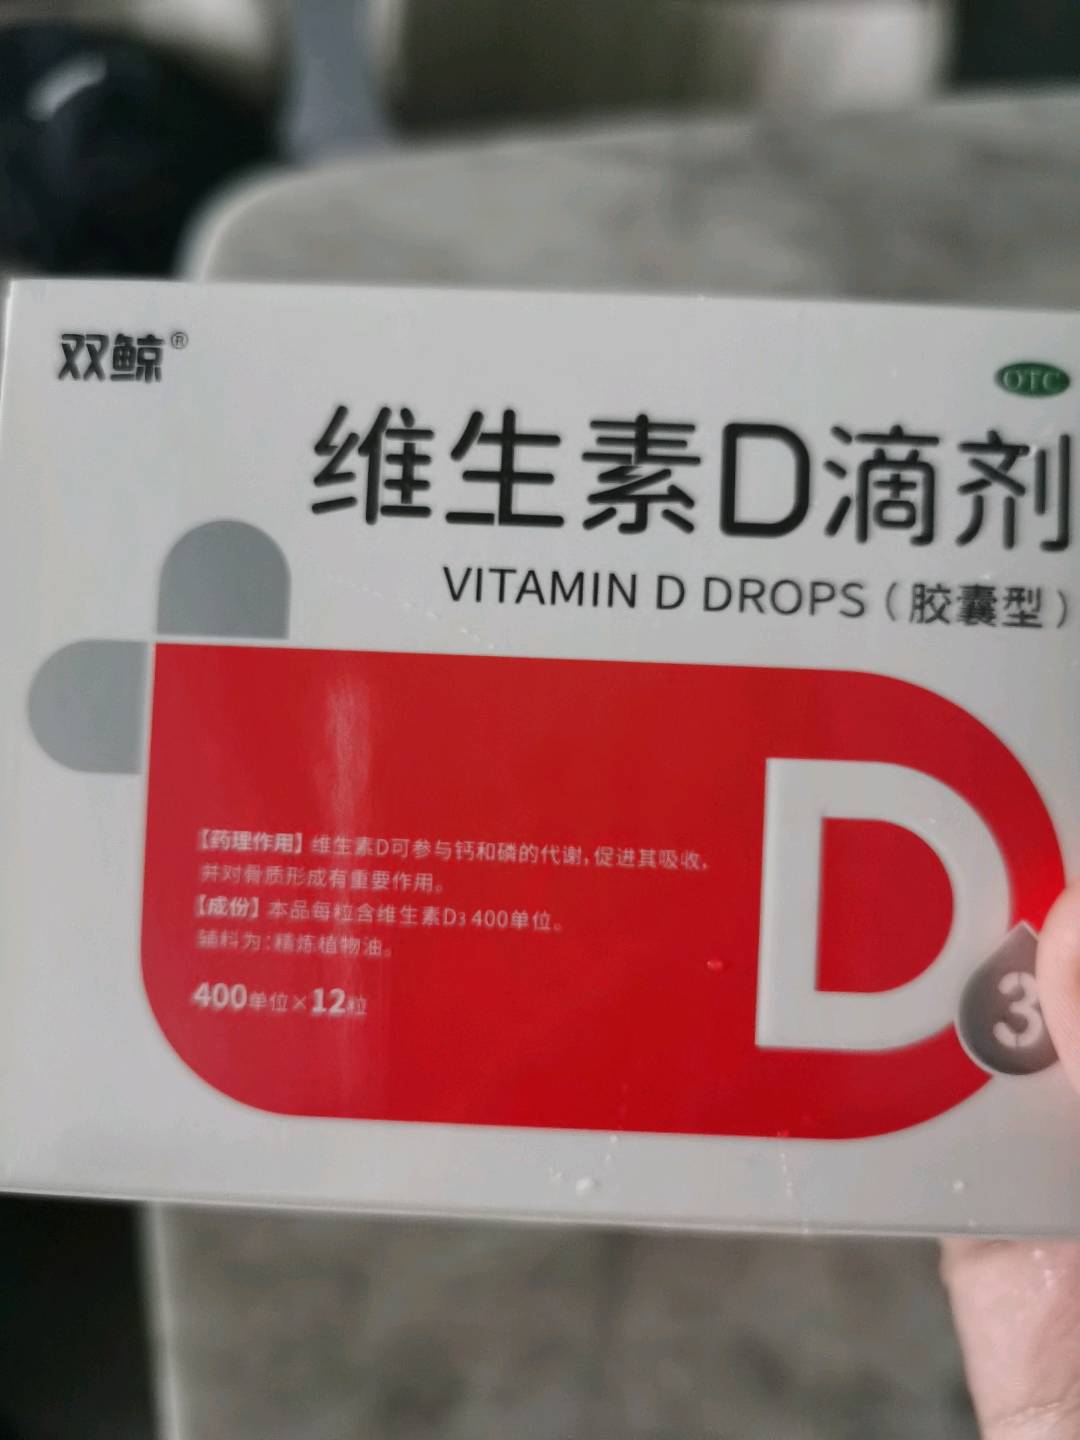 双鲸®
OTC
维生素D滴剂
VITAMIN D DROPS（胶囊型）
【药理作用】维生素D可参与钙和磷的代谢,促进其吸收,
并对骨质形成有重要作用。
【成份】本品每粒含维生素D3 400单位。
辅料为:精炼植物油。
400单位×12粒
D
3